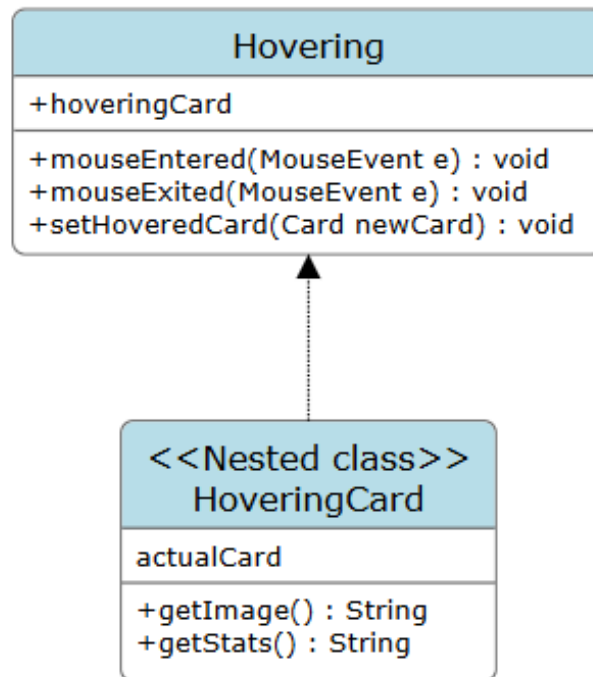 Hovering
+hoveringCard
+mouseEntered(MouseEvent e) : void
+mouseExited(MouseEvent e) : void
+setHoveredCard(Card newCard) : void
<<Nested class>>
HoveringCard
actualCard
+getImage() : String
+getStats() : String